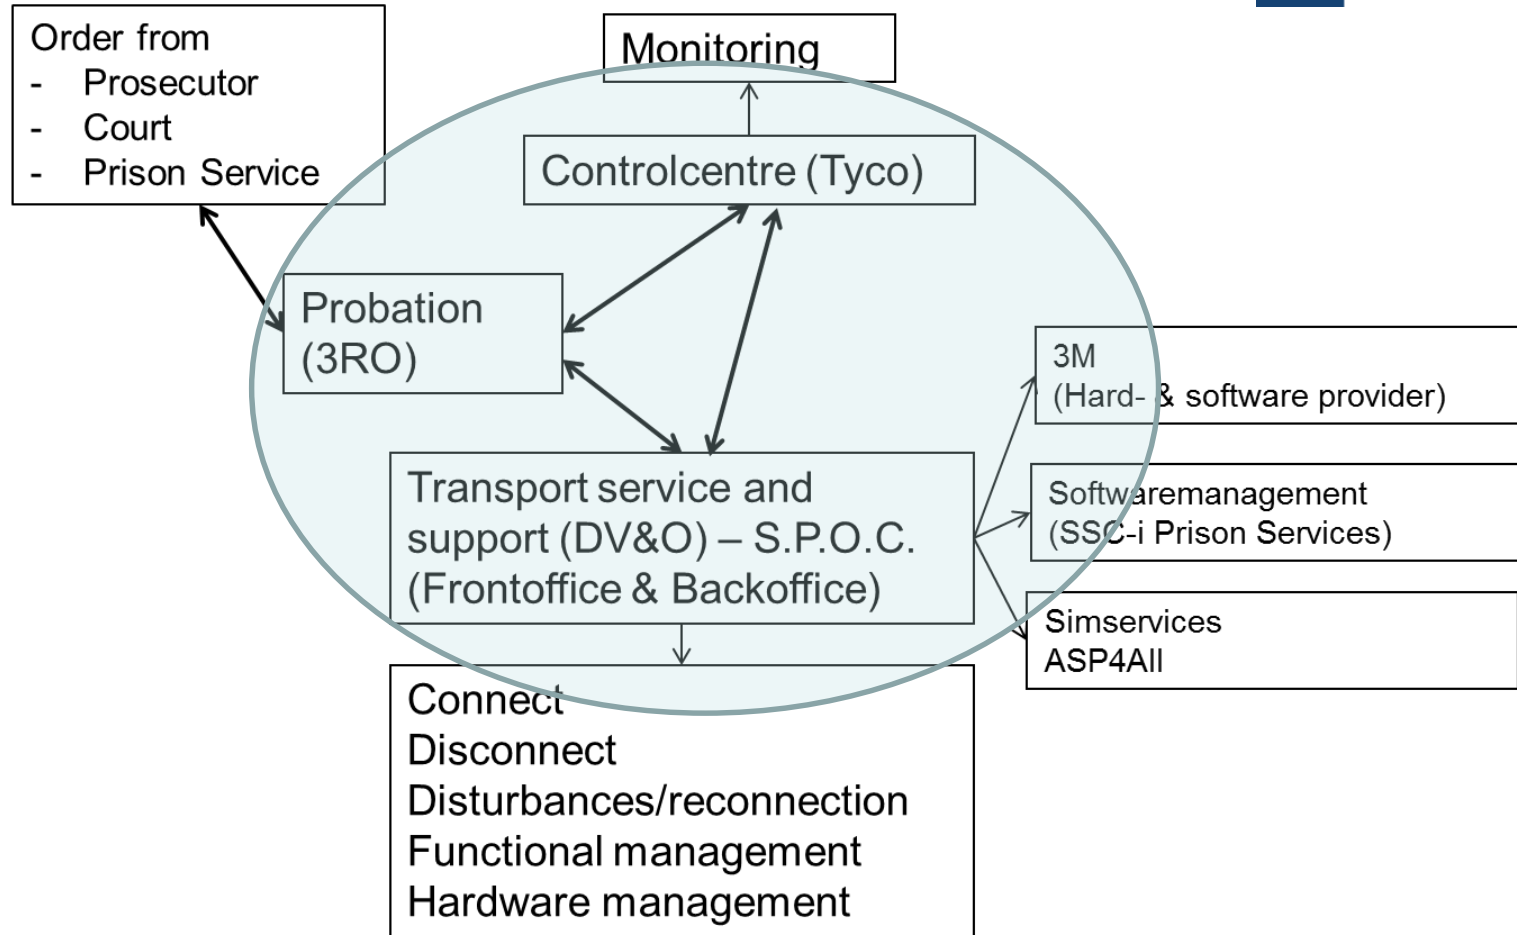 Order from
- Prosecutor
- Court
- Prison Service
Monitoring
Controlcentre (Tyco)
Probation
(3RO)
3M
(Hard- & software provider)
Transport service and
support (DV&O) – S.P.O.C.
(Frontoffice & Backoffice)
Softwaremanagement
(SSC-i Prison Services)
Simservices
ASP4All
Connect
Disconnect
Disturbances/reconnection
Functional management
Hardware management